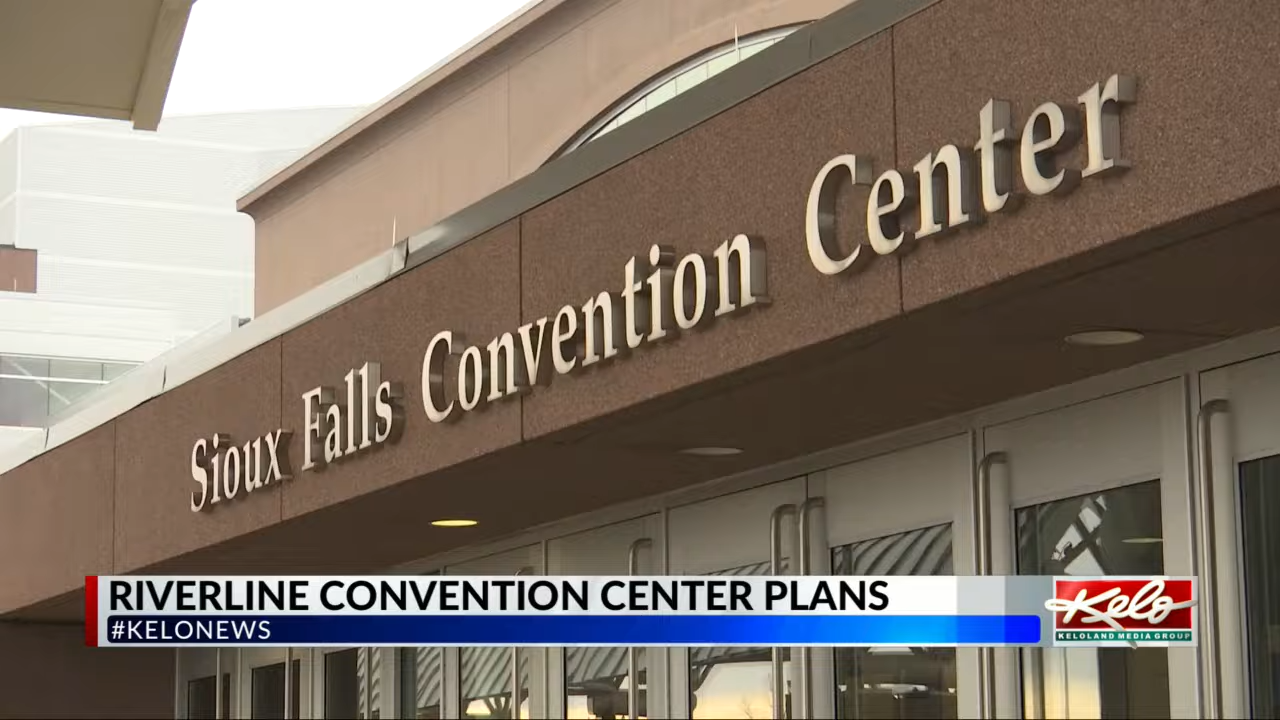 Sioux Falls Convention Center
RIVERLINE CONVENTION CENTER PLANS
#KELONEWS
Kelo
KELOLAND MEDIA GROUP